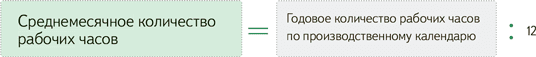 Среднемесячное количество
рабочих часов
=
Годовое количество рабочих часов
по производственному календарю
: 12